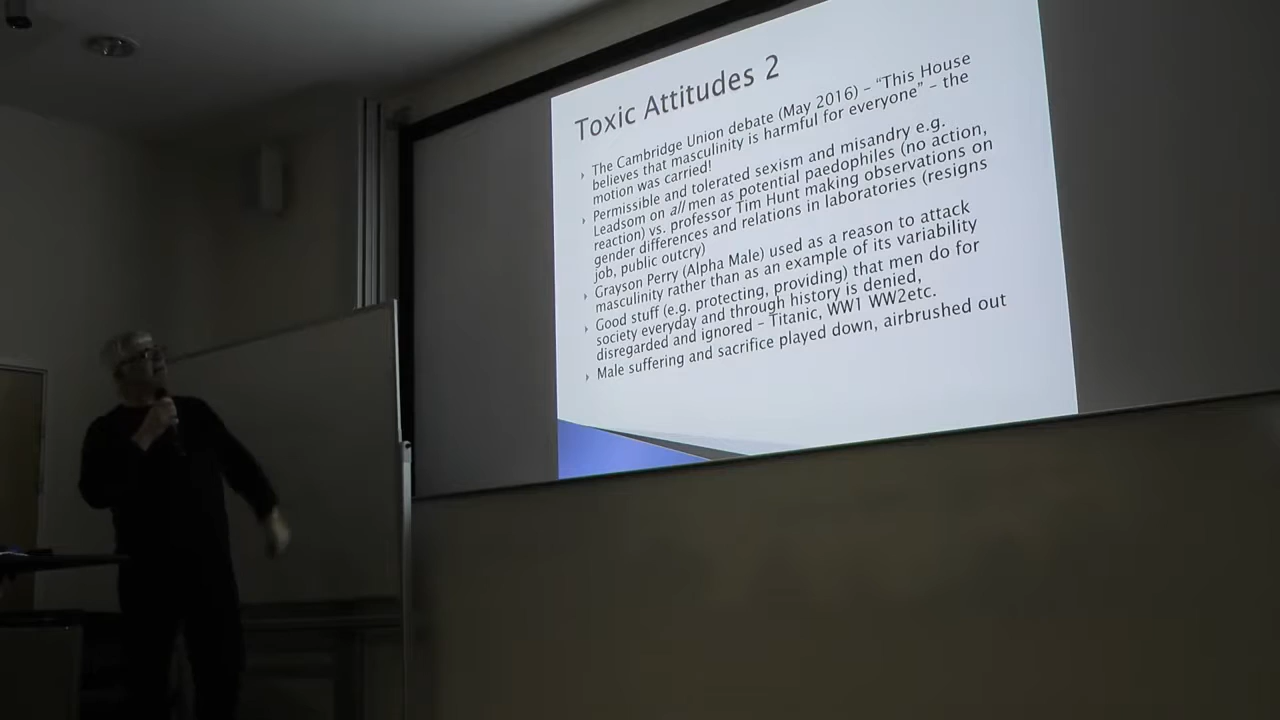 Toxic Attitudes 2
The Cambridge Union debate (May 2016) – “This House
believes that masculinity is harmful for everyone” – the
motion was carried!
Permissible and tolerated sexism and misandry e.g.
Leadsom on all men as potential paedophiles (no action,
reaction) vs. professor Tim Hunt making observations on
gender differences and relations in laboratories (resigns
job, public outcry)
Grayson Perry (Alpha Male) used as a reason to attack
masculinity rather than as an example of its variability
Good stuff (e.g. protecting, providing) that men do for
society everyday and through history is denied,
disregarded and ignored – Titanic, WW1 WW2etc.
Male suffering and sacrifice played down, airbrushed out